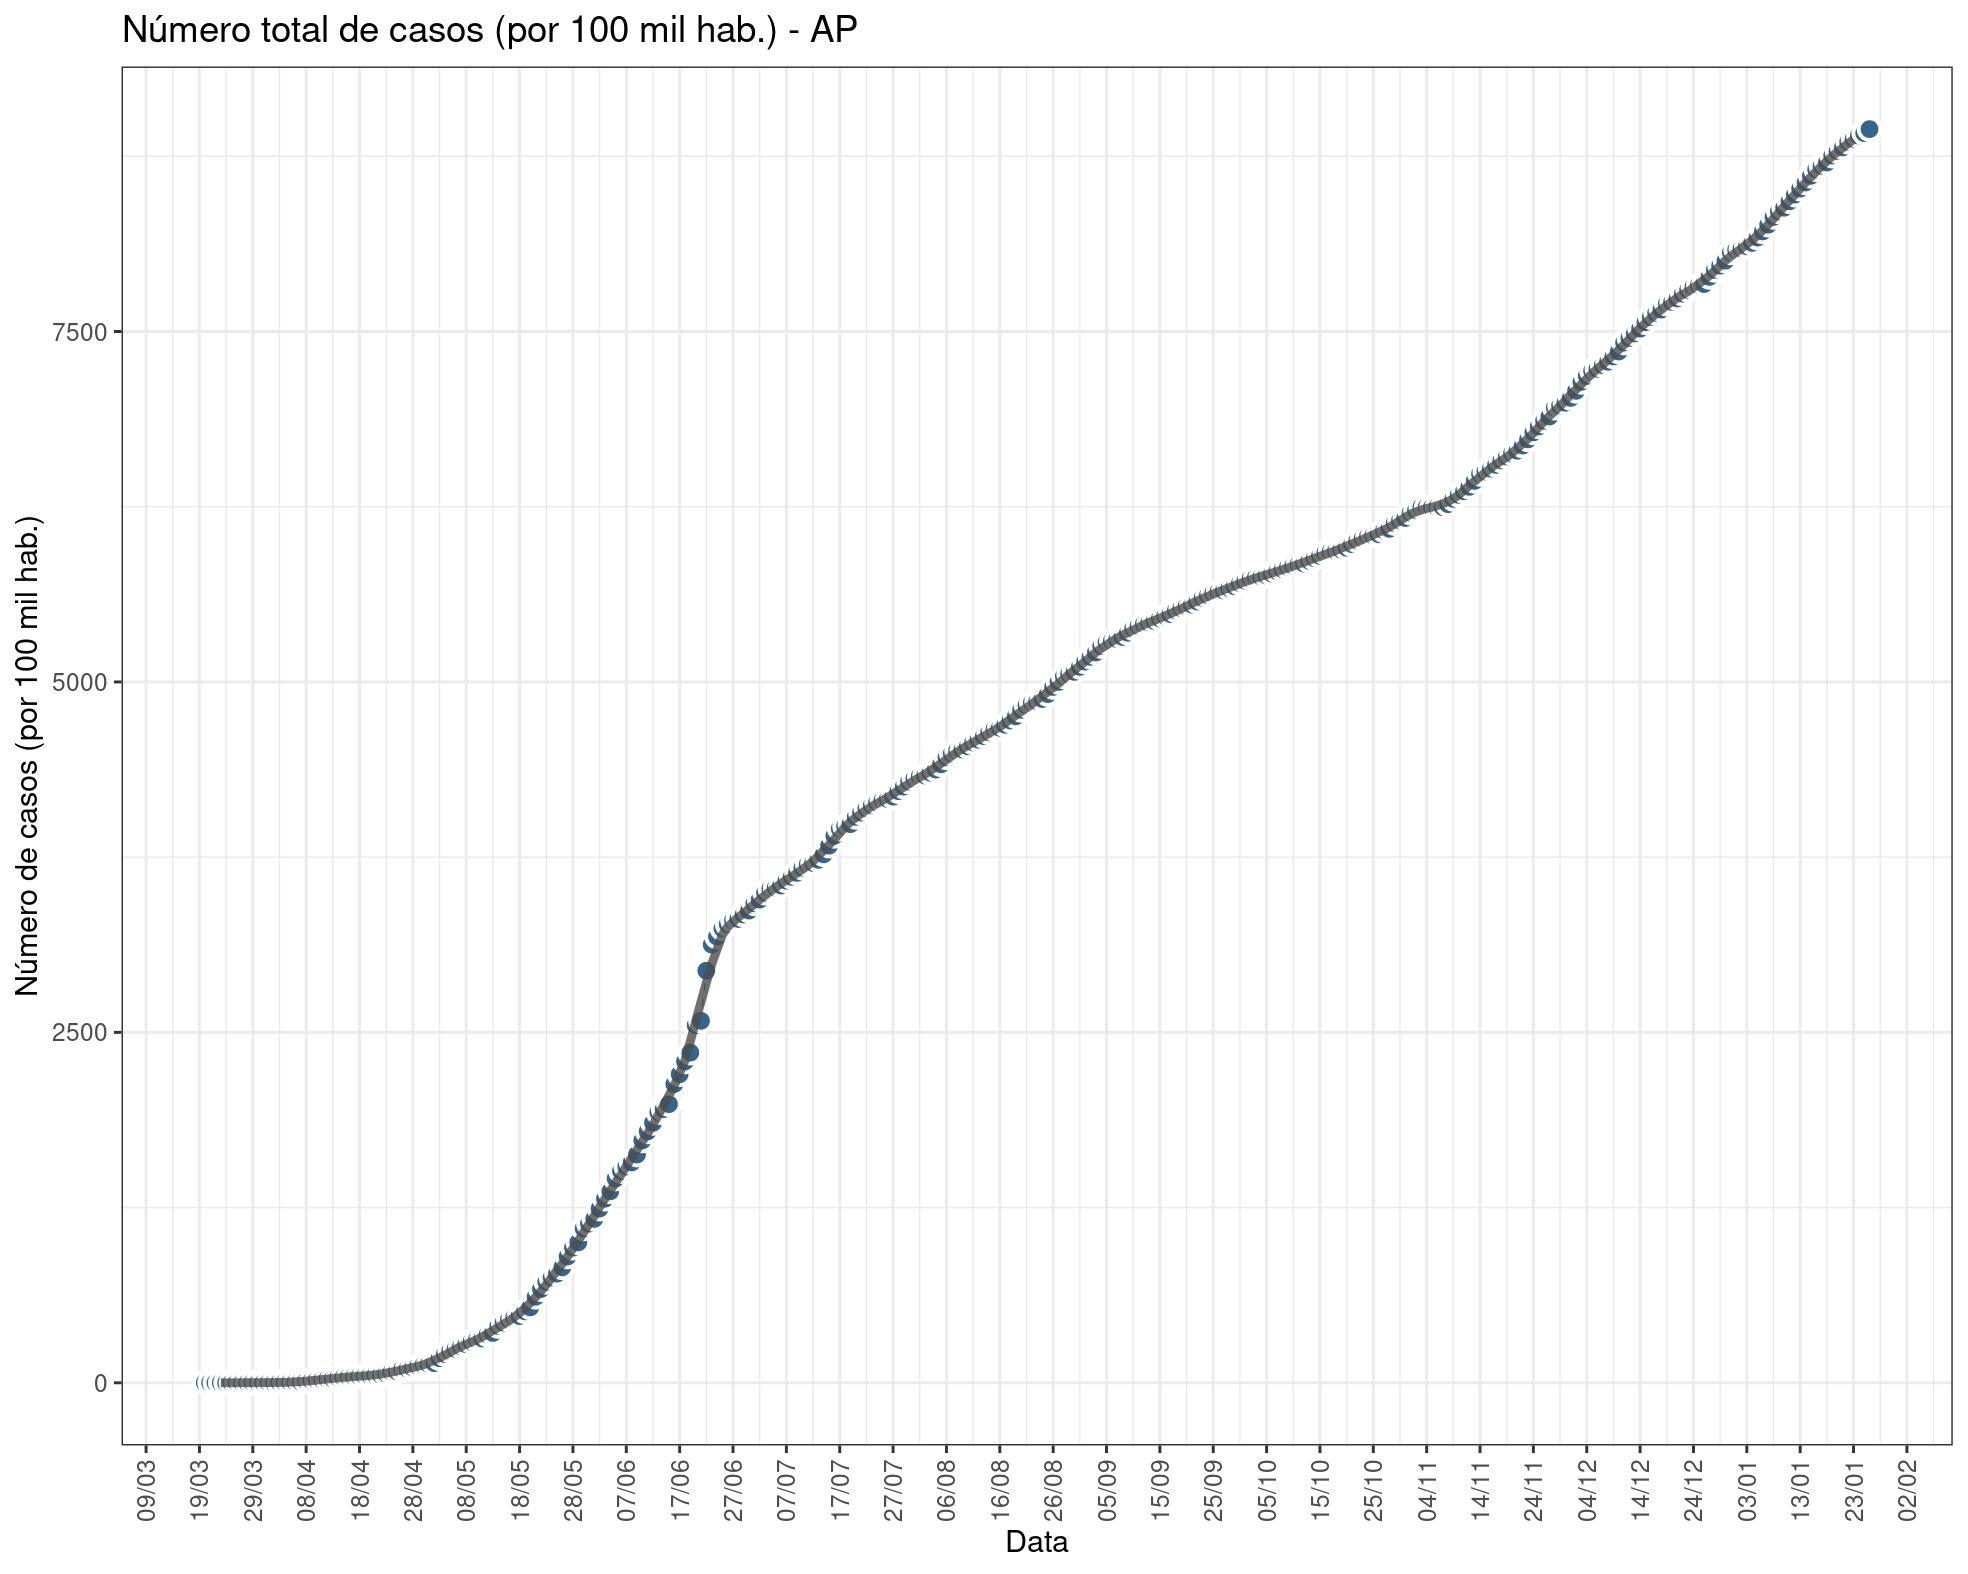 Número total de casos (por 100 mil hab.) - AP
Número de casos (por 100 mil hab.)
7500
5000
2500
0
09/03 19/03 29/03 08/04 18/04 28/04 08/05 18/05 28/05 07/06 17/06 27/06 07/07 17/07 27/07 06/08 16/08 26/08 05/09 15/09 25/09 05/10 15/10 25/10 04/11 14/11 24/11 04/12 14/12 24/12 03/01 13/01 23/01 02/02
Data